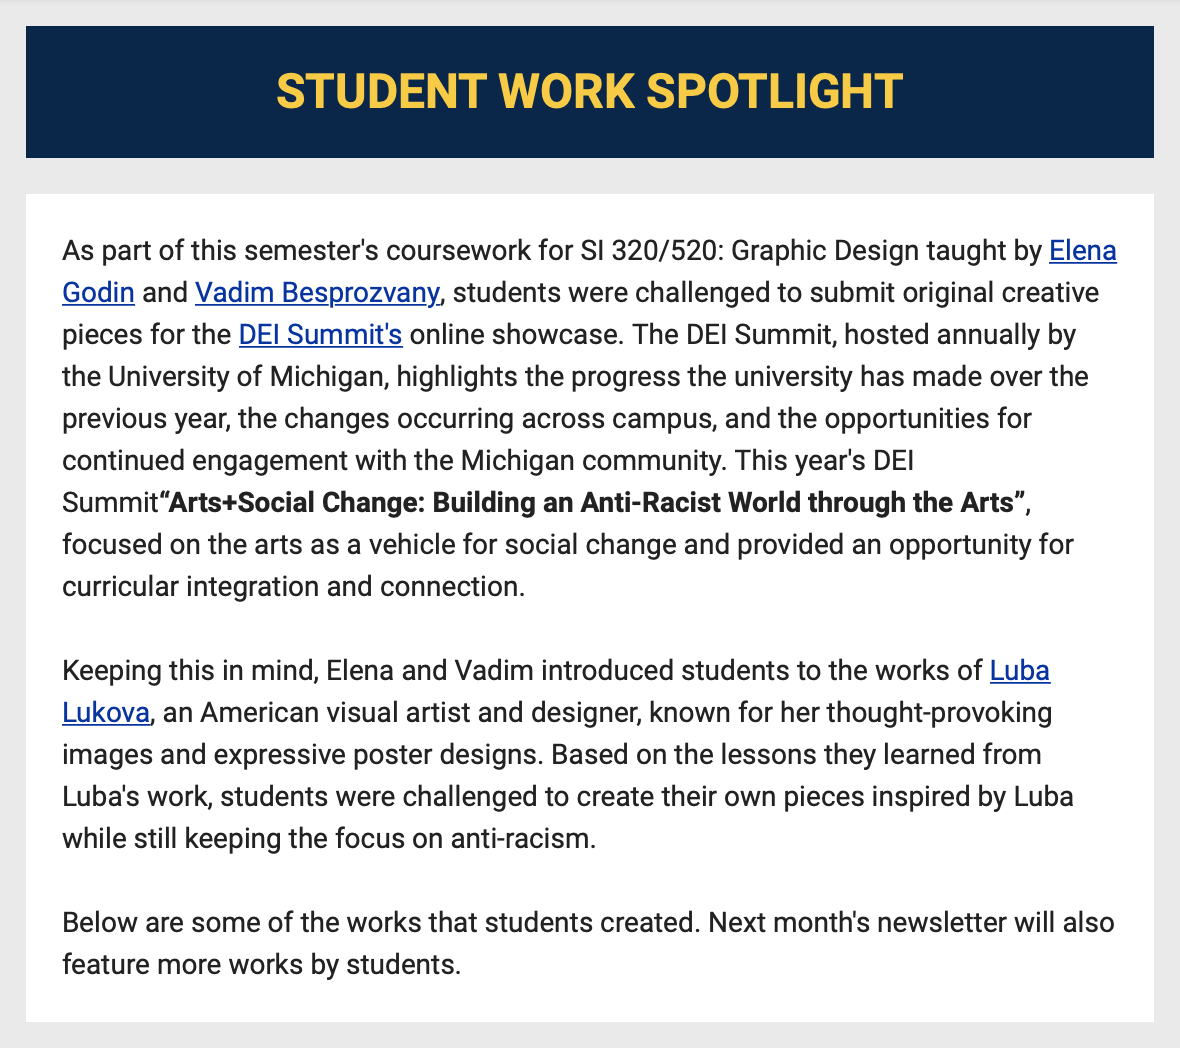 STUDENT WORK SPOTLIGHT
As part of this semester's coursework for SI 320/520: Graphic Design taught by Elena
Godin and Vadim Besprozvany, students were challenged to submit original creative
pieces for the DEI Summit's online showcase. The DEI Summit, hosted annually by
the University of Michigan, highlights the progress the university has made over the
previous year, the changes occurring across campus, and the opportunities for
continued engagement with the Michigan community. This year's DEI
Summit“Arts+Social Change: Building an Anti-Racist World through the Arts”,
focused on the arts as a vehicle for social change and provided an opportunity for
curricular integration and connection.
Keeping this in mind, Elena and Vadim introduced students to the works of Luba
Lukova, an American visual artist and designer, known for her thought-provoking
images and expressive poster designs. Based on the lessons they learned from
Luba's work, students were challenged to create their own pieces inspired by Luba
while still keeping the focus on anti-racism.
Below are some of the works that students created. Next month's newsletter will also
feature more works by students.